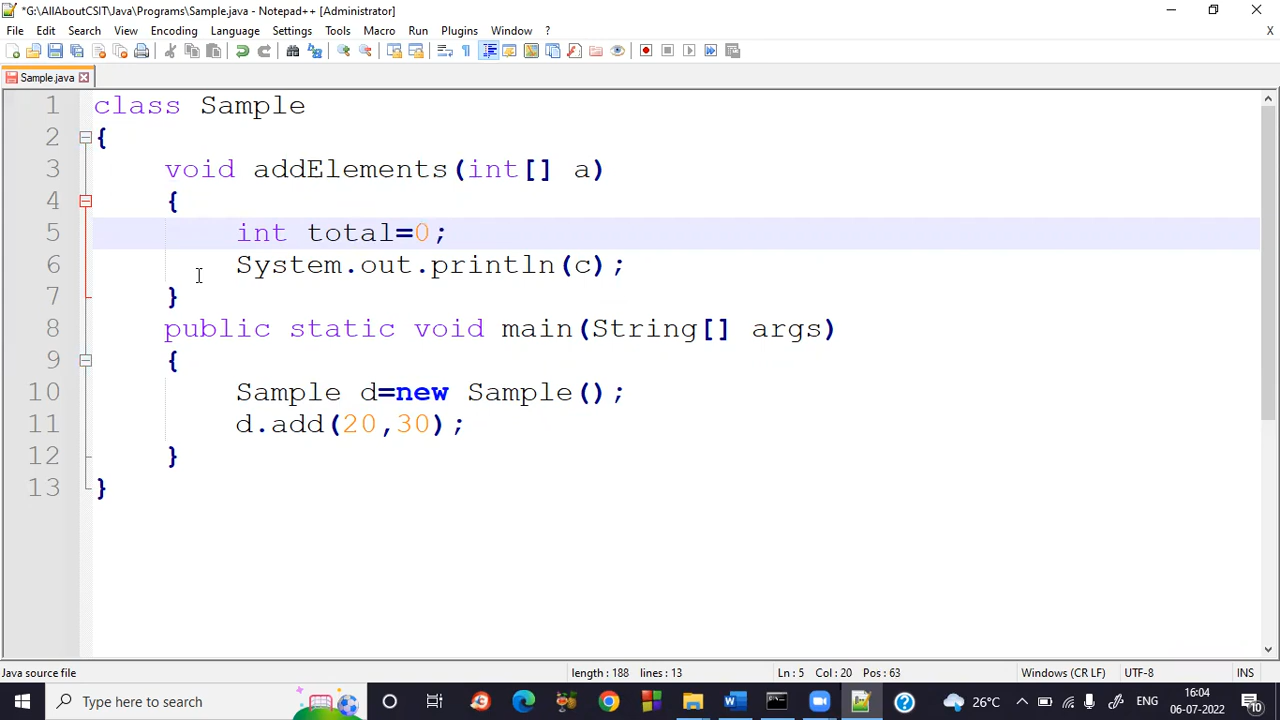 *G:\AllAboutCSIT\Java\Programs\Sample.java - Notepad++ [Administrator]
File Edit Search View Encoding Language Settings Tools Macro Run Plugins Window ? X
Sample.java
1 class Sample
2 {
3 void addElements(int[] a)
4 {
5 int total=0;
6 System.out.println(c);
7 }
8 public static void main(String[] args)
9 {
10 Sample d=new Sample();
11 d.add(20,30);
12 }
13 }
Java source file length : 188 lines : 13 Ln : 5 Col : 20 Pos : 63 Windows (CR LF) UTF-8 INS
Type here to search 26°C ENG 16:04
06-07-2022 10